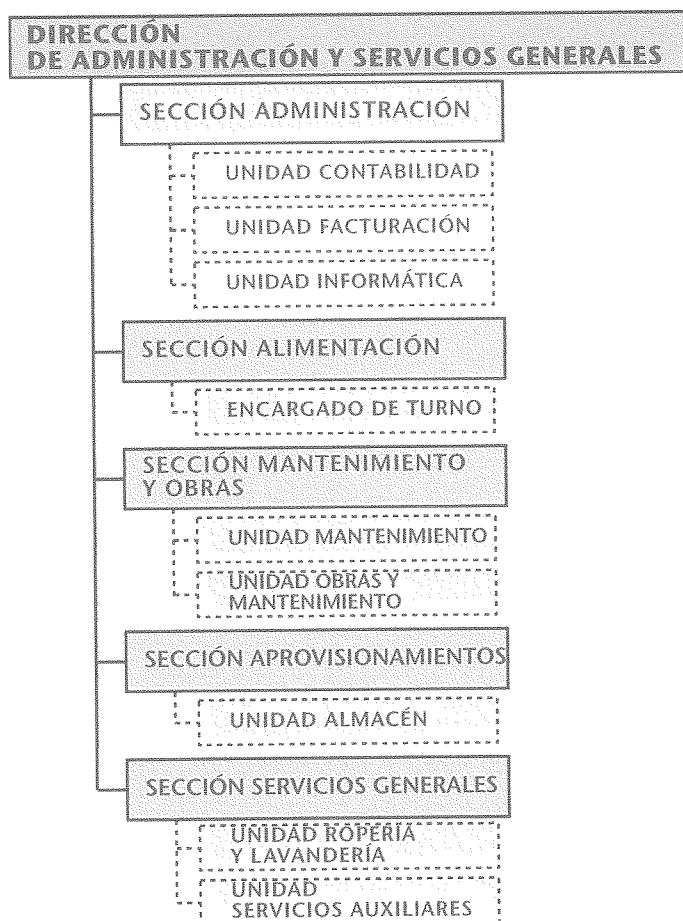 DIRECCIÓN
DE ADMINISTRACIÓN Y SERVICIOS GENERALES
SECCIÓN ADMINISTRACIÓN
UNIDAD CONTABILIDAD
UNIDAD FACTURACIÓN
UNIDAD INFORMÁTICA
SECCIÓN ALIMENTACIÓN
ENCARGADO DE TURNO
SECCIÓN MANTENIMIENTO
Y OBRAS
UNIDAD MANTENIMIENTO
UNIDAD OBRAS Y
MANTENIMIENTO
SECCIÓN APROVISIONAMIENTOS
UNIDAD ALMACÉN
SECCIÓN SERVICIOS GENERALES
UNIDAD ROPERIA
Y LAVANDERÍA
UNIDAD
SERVICIOS AUXILIARES